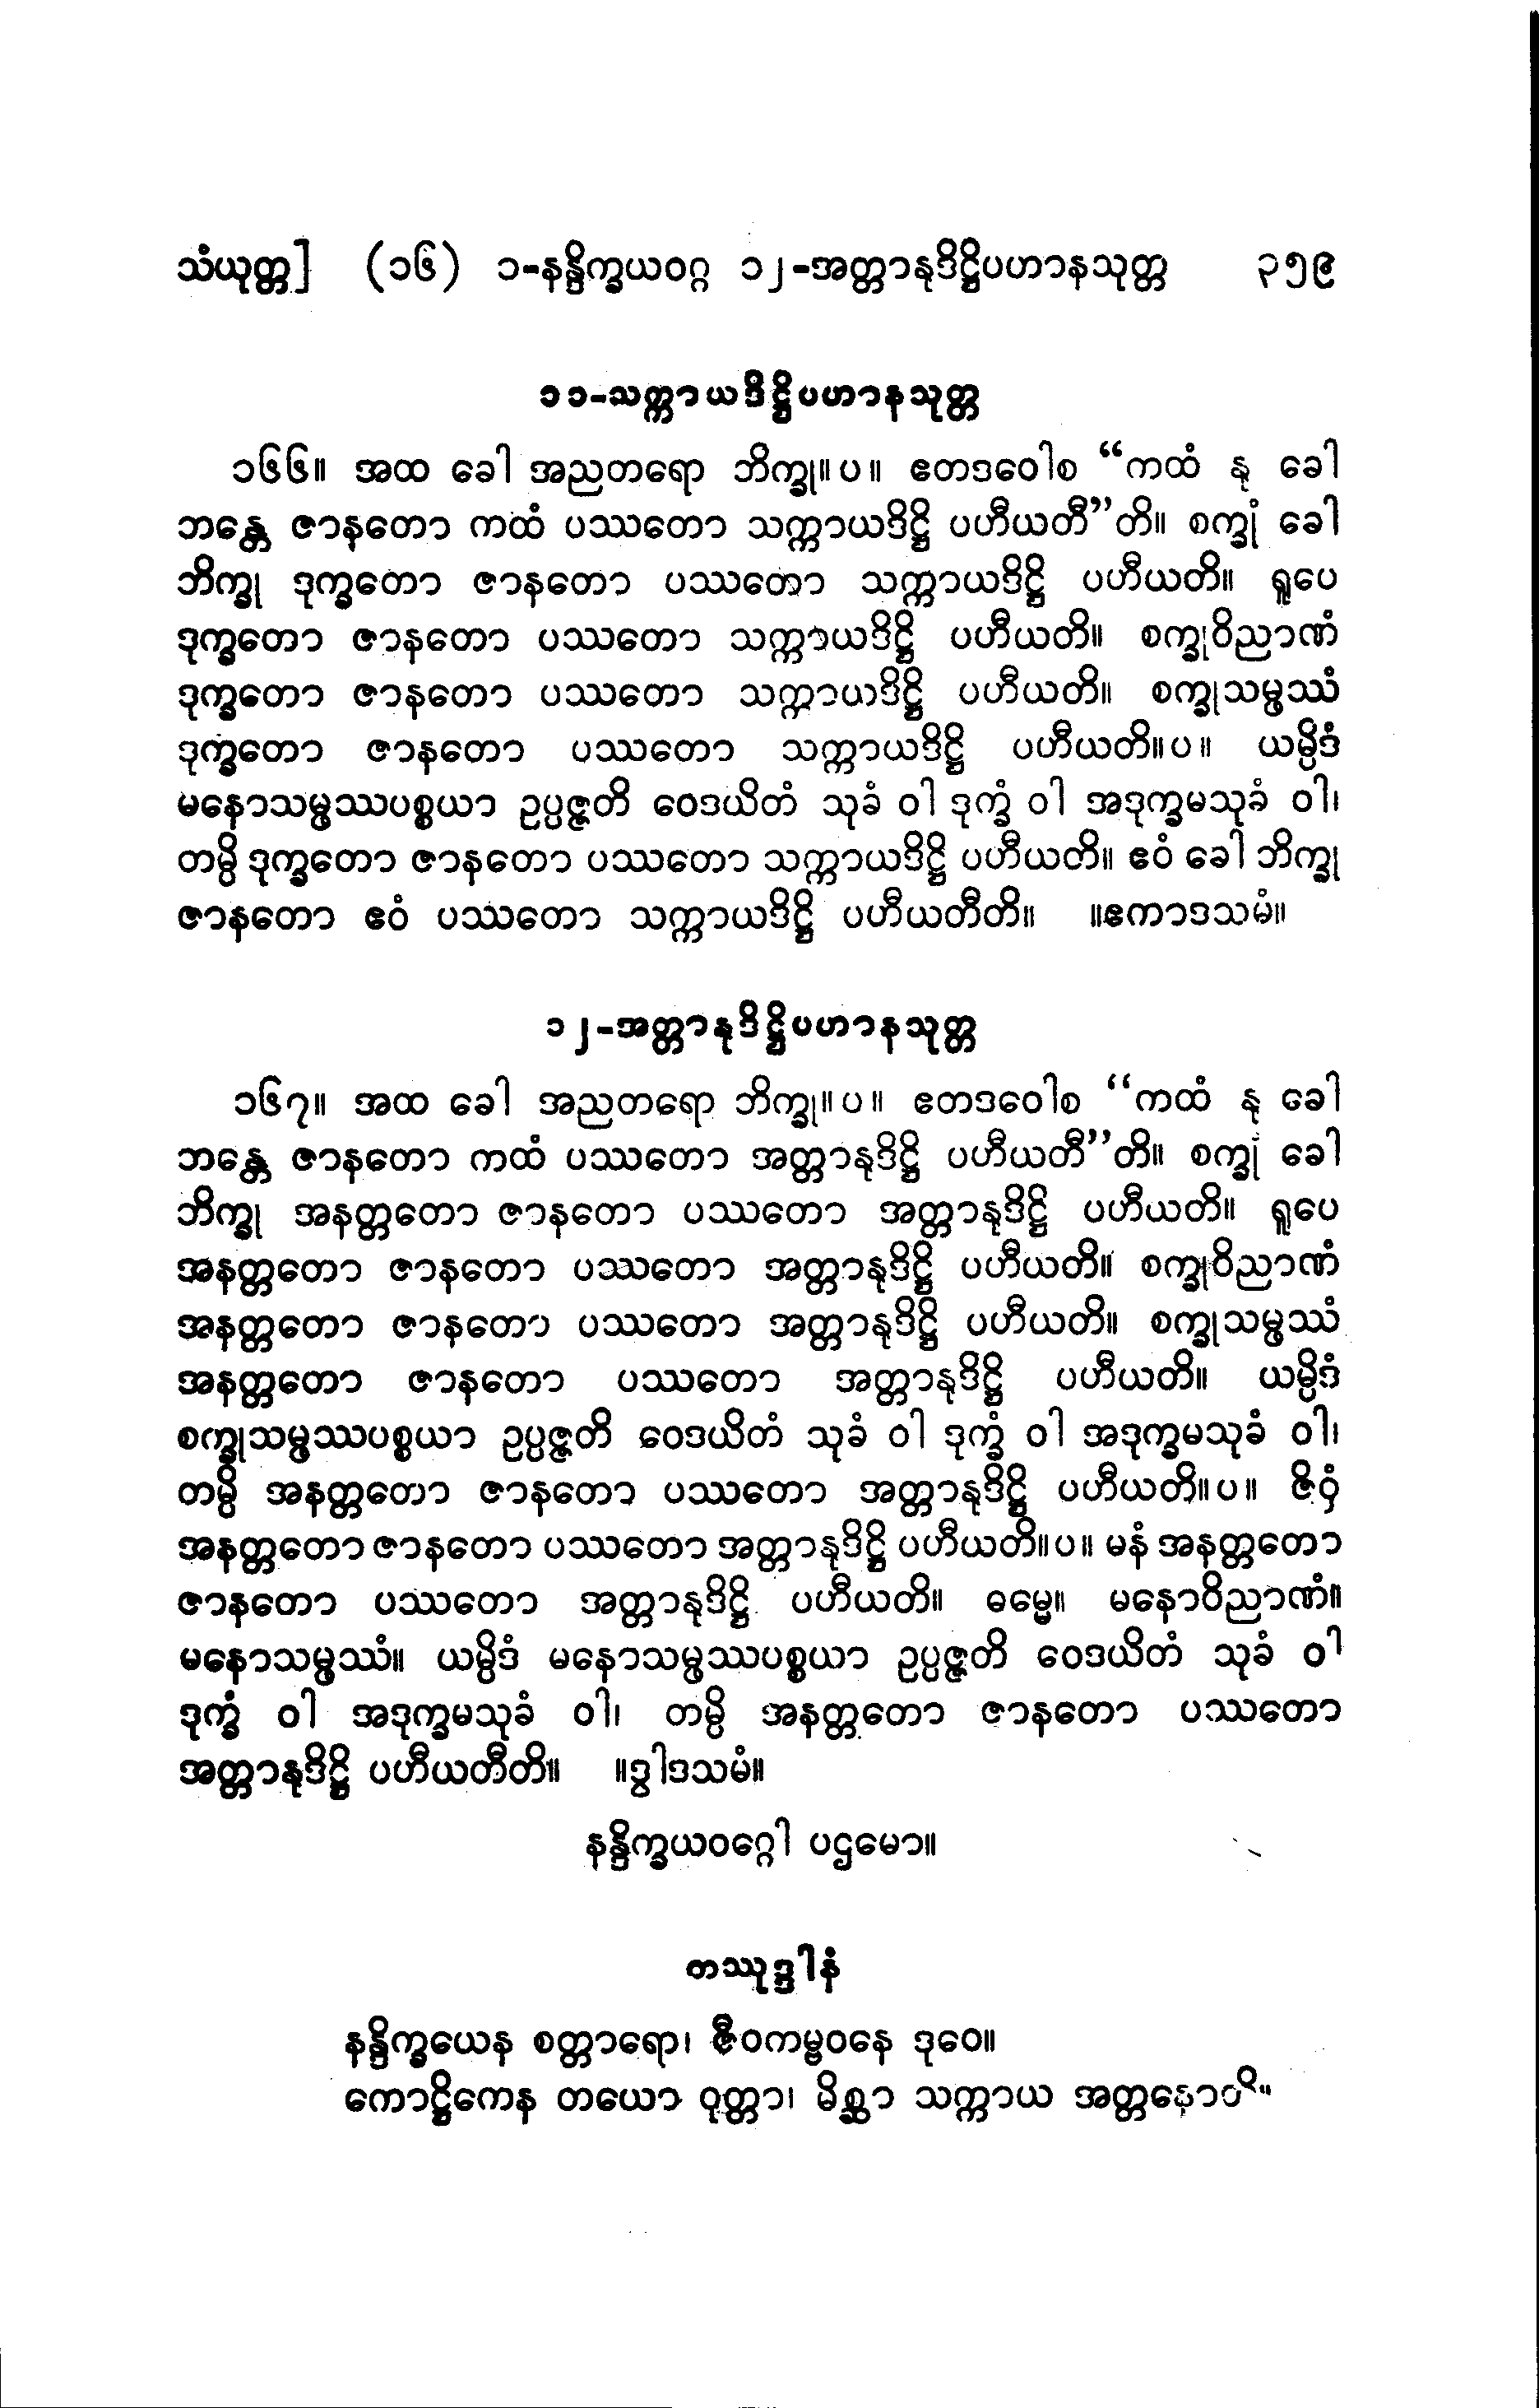 သံယုတ္တ] (၁၆) ၁-နန္ဒိက္ခယဝဂ္ဂ ၁၂-အတ္တာနုဒိဋ္ဌိပဟာနသုတ္တ ၃၅၉
၁၁-သက္ကာယဒိဋ္ဌိပဟာနသုတ္တ
၁၆၆။ အထ ခေါ အညတရော ဘိက္ခု။ပ။ ဧတဒဝေါစ “ကထံ နု ခေါ
ဘန္တေ ဇာနတော ကထံ ပဿတော သက္ကာယဒိဋ္ဌိ ပဟီယတီ”တိ။ စက္ခုံ ခေါ
ဘိက္ခု ဒုက္ခတော ဇာနတော ပဿတော သက္ကာယဒိဋ္ဌိ ပဟီယတိ။ ရူပေ
ဒုက္ခတော ဇာနတော ပဿတော သက္ကာယဒိဋ္ဌိ ပဟီယတိ။ စက္ခုဝိညာဏံ
ဒုက္ခတော ဇာနတော ပဿတော သက္ကာယဒိဋ္ဌိ ပဟီယတိ။ စက္ခုသမ္ဖဿံ
ဒုက္ခတော ဇာနတော ပဿတော သက္ကာယဒိဋ္ဌိ ပဟီယတိ။ပ။ ယမ္ပိဒံ
မနောသမ္ဖဿပစ္စယာ ဥပ္ပဇ္ဇတိ ဝေဒယိတံ သုခံ ဝါ ဒုက္ခံ ဝါ အဒုက္ခမသုခံ ဝါ၊
တမ္ပိ ဒုက္ခတော ဇာနတော ပဿတော သက္ကာယဒိဋ္ဌိ ပဟီယတိ။ ဧဝံ ခေါ ဘိက္ခု
ဇာနတော ဧဝံ ပဿတော သက္ကာယဒိဋ္ဌိ ပဟီယတီတိ။ ။ဧကာဒသမံ။
၁၂-အတ္တာနုဒိဋ္ဌိပဟာနသုတ္တ
၁၆၇။ အထ ခေါ အညတရော ဘိက္ခု။ပ။ ဧတဒဝေါစ “ကထံ နု ခေါ
ဘန္တေ ဇာနတော ကထံ ပဿတော အတ္တာနုဒိဋ္ဌိ ပဟီယတီ”တိ။ စက္ခုံ ခေါ
ဘိက္ခု အနတ္တတော ဇာနတော ပဿတော အတ္တာနုဒိဋ္ဌိ ပဟီယတိ။ ရူပေ
အနတ္တတော ဇာနတော ပဿတော အတ္တာနုဒိဋ္ဌိ ပဟီယတိ။ စက္ခုဝိညာဏံ
အနတ္တတော ဇာနတော ပဿတော အတ္တာနုဒိဋ္ဌိ ပဟီယတိ။ စက္ခုသမ္ဖဿံ
အနတ္တတော ဇာနတော ပဿတော အတ္တာနုဒိဋ္ဌိ ပဟီယတိ။ ယမ္ပိဒံ
စက္ခုသမ္ဖဿပစ္စယာ ဥပ္ပဇ္ဇတိ ဝေဒယိတံ သုခံ ဝါ ဒုက္ခံ ဝါ အဒုက္ခမသုခံ ဝါ၊
တမ္ပိ အနတ္တတော ဇာနတော ပဿတော အတ္တာနုဒိဋ္ဌိ ပဟီယတိ။ပ။ ဇိဝှံ
အနတ္တတော ဇာနတော ပဿတော အတ္တာနုဒိဋ္ဌိ ပဟီယတိ။ပ။ မနံ အနတ္တတော
ဇာနတော ပဿတော အတ္တာနုဒိဋ္ဌိ ပဟီယတိ။ ဓမ္မေ။ မနောဝိညာဏံ။
မနောသမ္ဖဿံ။ ယမ္ပိဒံ မနောသမ္ဖဿပစ္စယာ ဥပ္ပဇ္ဇတိ ဝေဒယိတံ သုခံ ဝါ
ဒုက္ခံ ဝါ အဒုက္ခမသုခံ ဝါ၊ တမ္ပိ အနတ္တတော ဇာနတော ပဿတော
အတ္တာနုဒိဋ္ဌိ ပဟီယတီတိ။ ။ဒွါဒသမံ။
နန္ဒိက္ခယဝဂ္ဂေါ ပဌမော။
တဿုဒ္ဒါနံ
နန္ဒိက္ခယေန စတ္တာရော၊ ဇီဝကမ္ဗဝနေ ဒုဝေ။
ကောဋ္ဌိကေန တယော ဝုတ္တာ၊ မိစ္ဆာ သက္ကာယ